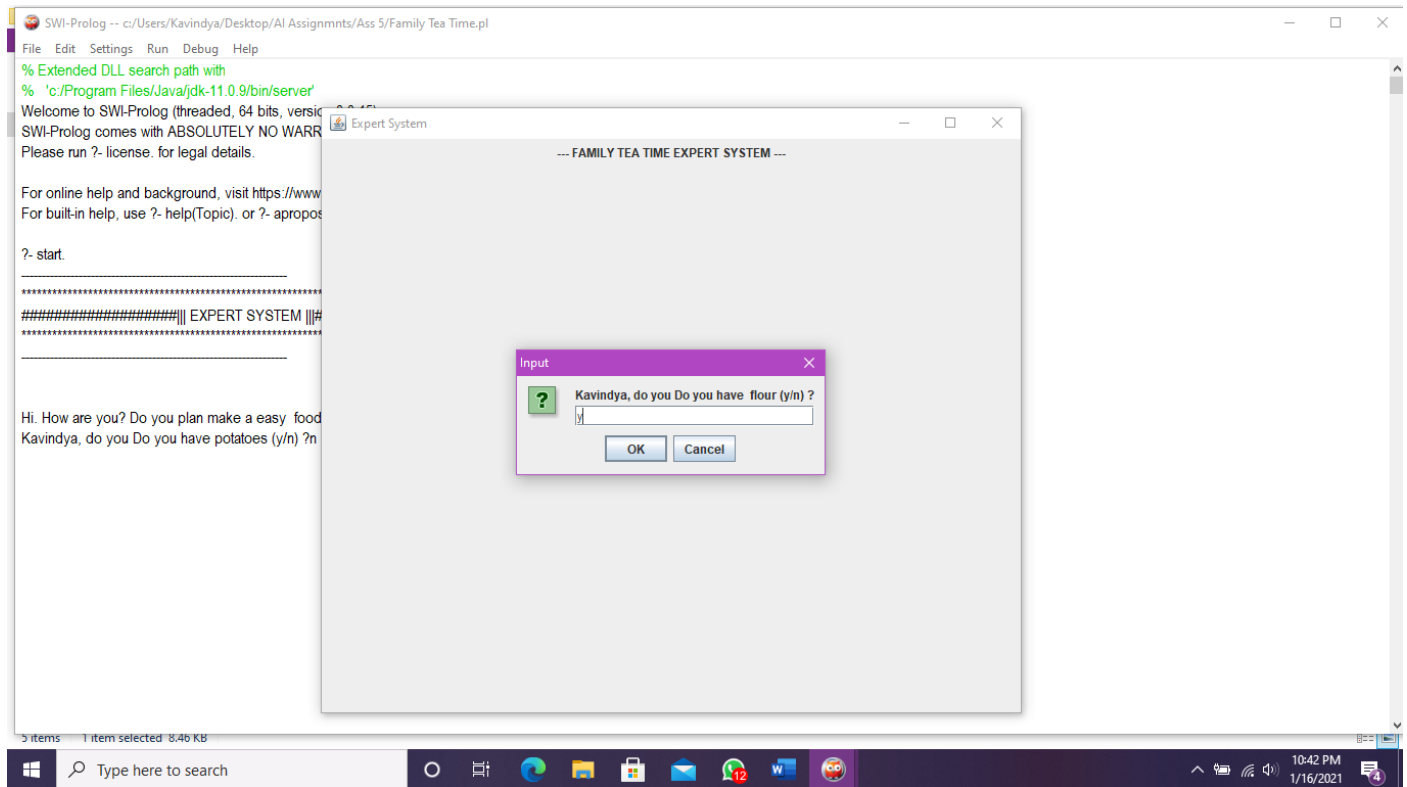 SWI-Prolog -- c:/Users/Kavindya/Desktop/AI Assignmnts/Ass 5/Family Tea Time.pl
File Edit Settings Run Debug Help
% Extended DLL search path with
% 'c:/Program Files/Java/jdk-11.0.9/bin/server'
Welcome to SWI-Prolog (threaded, 64 bits,
SWI-Prolog comes with ABSOLUTELY NO
Please run ?- license. for legal details.
For online help and background, visit https://www
For built-in help, use ?- help(Topic). or ?- apropos
?- start.
--------------------------------------------------------------
************************************************************
#####################||| EXPERT SYSTEM |||#
************************************************************
--------------------------------------------------------------
Hi. How are you? Do you plan make a easy food
Kavindya, do you Do you have potatoes (y/n) ?n
Expert System
--- FAMILY TEA TIME EXPERT SYSTEM ---
Input
Kavindya, do you Do you have flour (y/n) ?
y
OK Cancel
5 items 1 item selected 8.46 KB
Type here to search
12
10:42 PM
1/16/2021
4